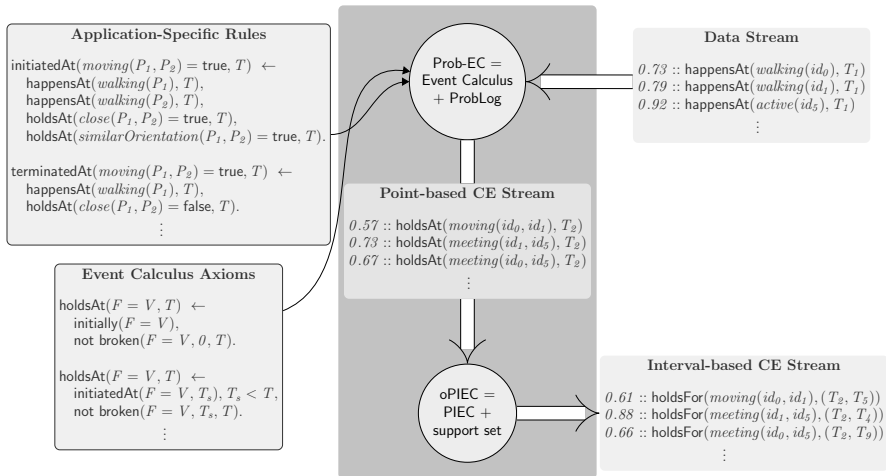 Application-Specific Rules
initiatedAt(moving(P₁, P₂) = true, T) ←
happensAt(walking(P₁), T),
happensAt(walking(P₂), T),
holdsAt(close(P₁, P₂) = true, T),
holdsAt(similarOrientation(P₁, P₂) = true, T).
terminatedAt(moving(P₁, P₂) = true, T) ←
happensAt(walking(P₁), T),
holdsAt(close(P₁, P₂) = false, T).
⋮
Event Calculus Axioms
holdsAt(F = V, T) ←
initially(F = V),
not broken(F = V, 0, T).
holdsAt(F = V, T) ←
initiatedAt(F = V, Tₛ), Tₛ < T,
not broken(F = V, Tₛ, T).
⋮
Prob-EC =
Event Calculus
+ ProbLog
Data Stream
0.73 :: happensAt(walking(id₀), T₁)
0.79 :: happensAt(walking(id₁), T₁)
0.92 :: happensAt(active(id₅), T₁)
⋮
Point-based CE Stream
0.57 :: holdsAt(moving(id₀, id₁), T₂)
0.73 :: holdsAt(meeting(id₁, id₅), T₂)
0.67 :: holdsAt(meeting(id₀, id₅), T₂)
⋮
oPIEC =
PIEC +
support set
Interval-based CE Stream
0.61 :: holdsFor(moving(id₀, id₁), (T₂, T₅))
0.88 :: holdsFor(meeting(id₁, id₅), (T₂, T₄))
0.66 :: holdsFor(meeting(id₀, id₅), (T₂, T₉))
⋮